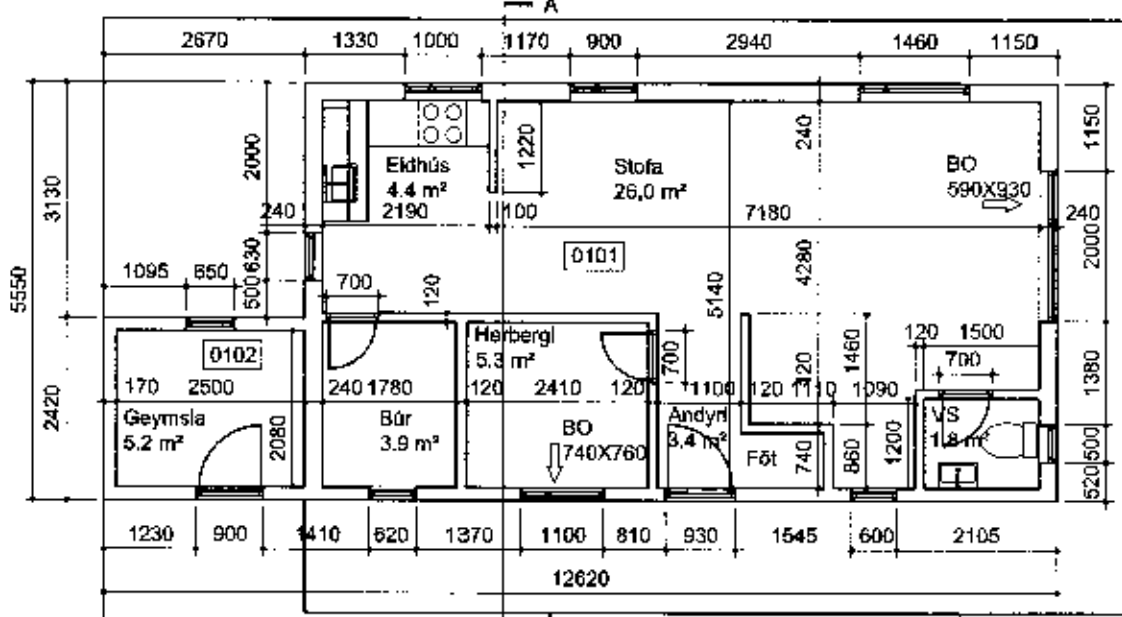 A
2670 1330 1000 1170 900 2940 1460 1150
5550
3130
2420
2000
240
630
500
Eldhús
4.4 m²
2190
1220
100
Stofa
26,0 m²
240
7180
BO
590X930
1150
240
2000
1380
500
520
0101
4280
5140
1095 650
700
120
0102
Herbergi
5.3 m²
700
1460
120
120 1500
700
170 2500 240 1780 120 2410 120 1100 120 1110 1090
Geymsla
5.2 m²
2080
Búr
3.9 m²
BO
740X760
Andyri
3,4 m²
Föt
740
860
1200
VS
1.8 m²
1230 900 1410 620 1370 1100 810 930 1545 600 2105
12620